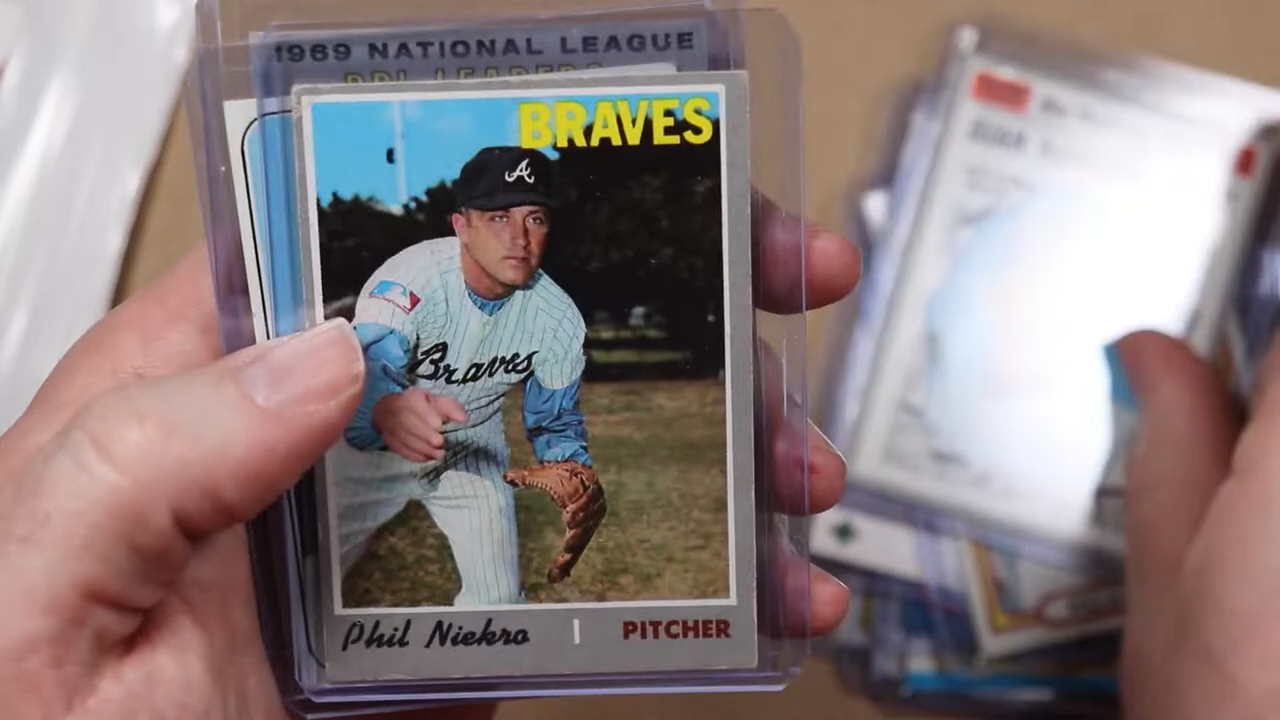 1969 NATIONAL LEAGUE
BRAVES
A
Braves
Phil Niekro
PITCHER